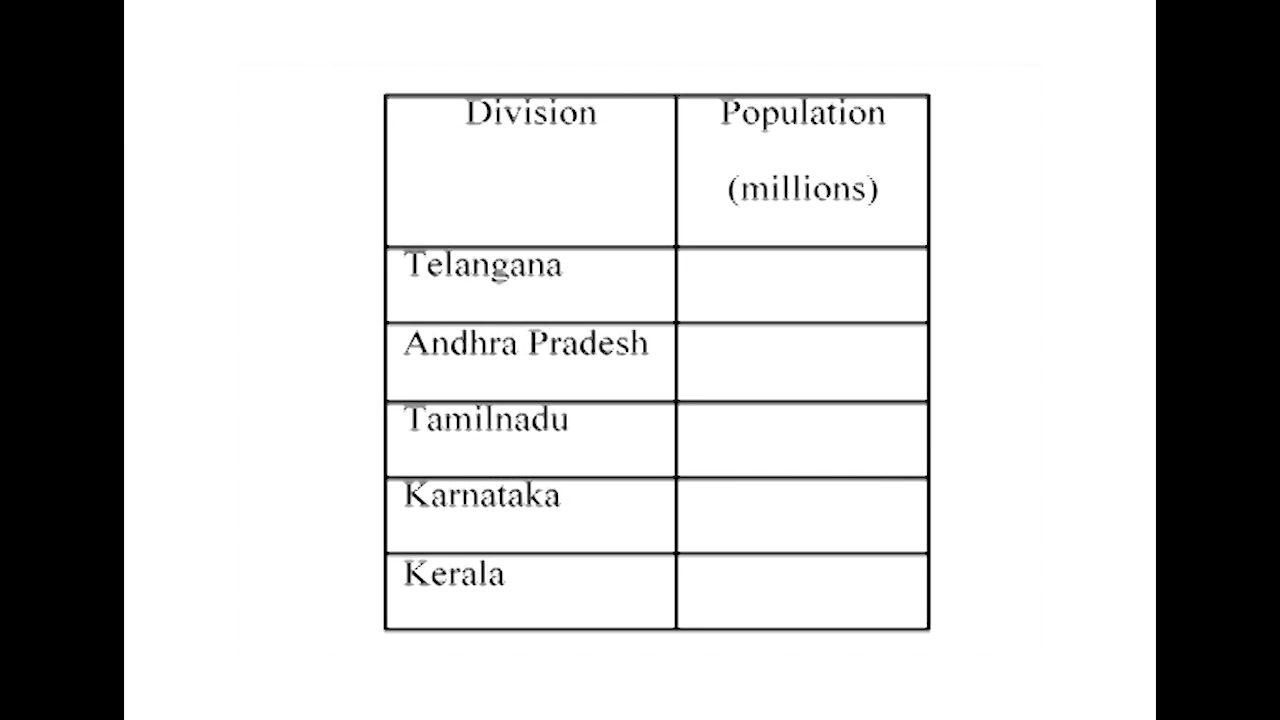 Division
Population
(millions)
Telangana
Andhra Pradesh
Tamilnadu
Karnataka
Kerala